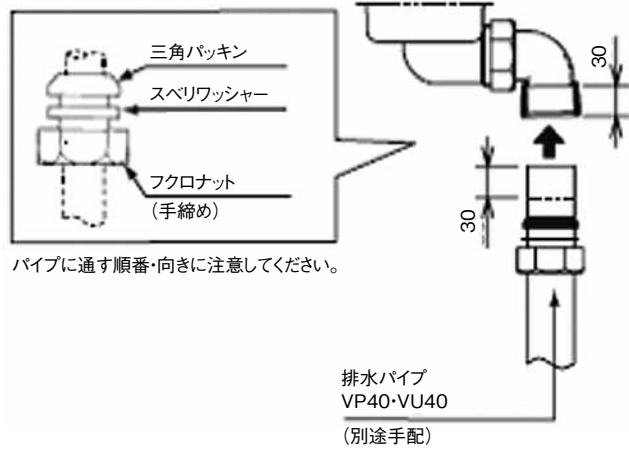 三角パッキン
スベリワッシャー
フクロナット
(手締め)
パイプに通す順番・向きに注意してください。
30
30
排水パイプ
VP40・VU40
(別途手配)